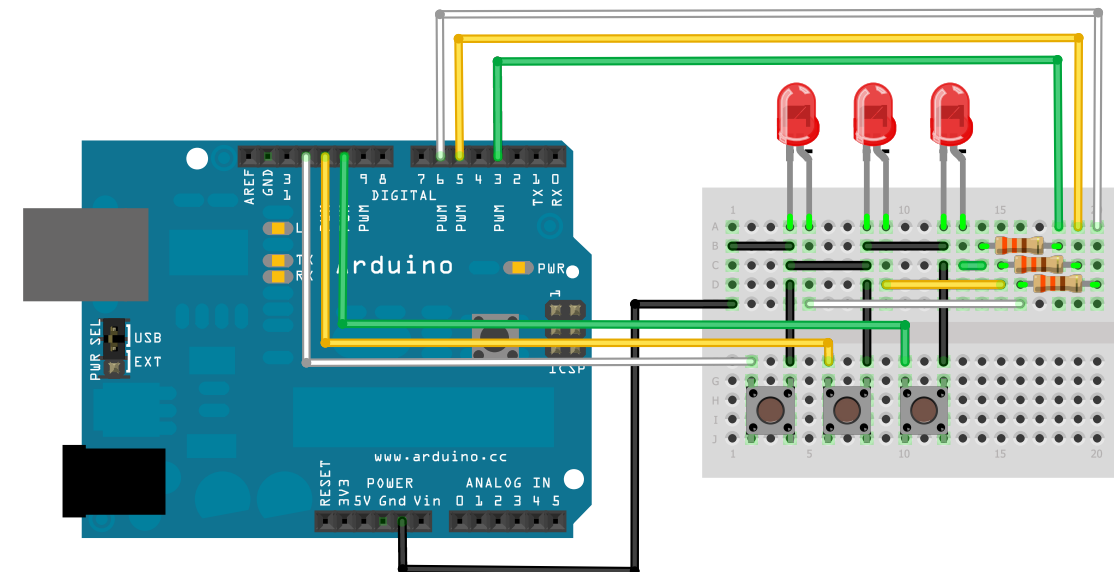 AREF
GND
13
9
8
7
6
5
4
3
2
1
0
DIGITAL
TX
RX
PWM
PWM
PWM
PWM
PWM
L
TX
RX
Arduino
PWR
1
ICSP
PWR SEL
USB
EXT
www.arduino.cc
POWER
ANALOG IN
RESET
3V3
5V Gnd Vin
0 1 2 3 4 5
1 10 15
A
B
C
D
G
H
I
J
1 5 10 15 20